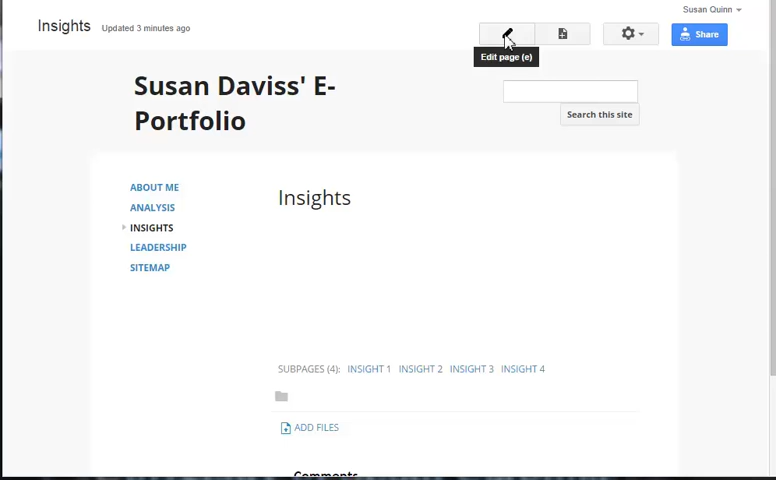 Susan Quinn
Insights Updated 3 minutes ago
Share
Edit page (e)
Susan Daviss' E-
Portfolio
Search this site
ABOUT ME
ANALYSIS
INSIGHTS
LEADERSHIP
SITEMAP
Insights
SUBPAGES (4): INSIGHT 1 INSIGHT 2 INSIGHT 3 INSIGHT 4
ADD FILES
Comments